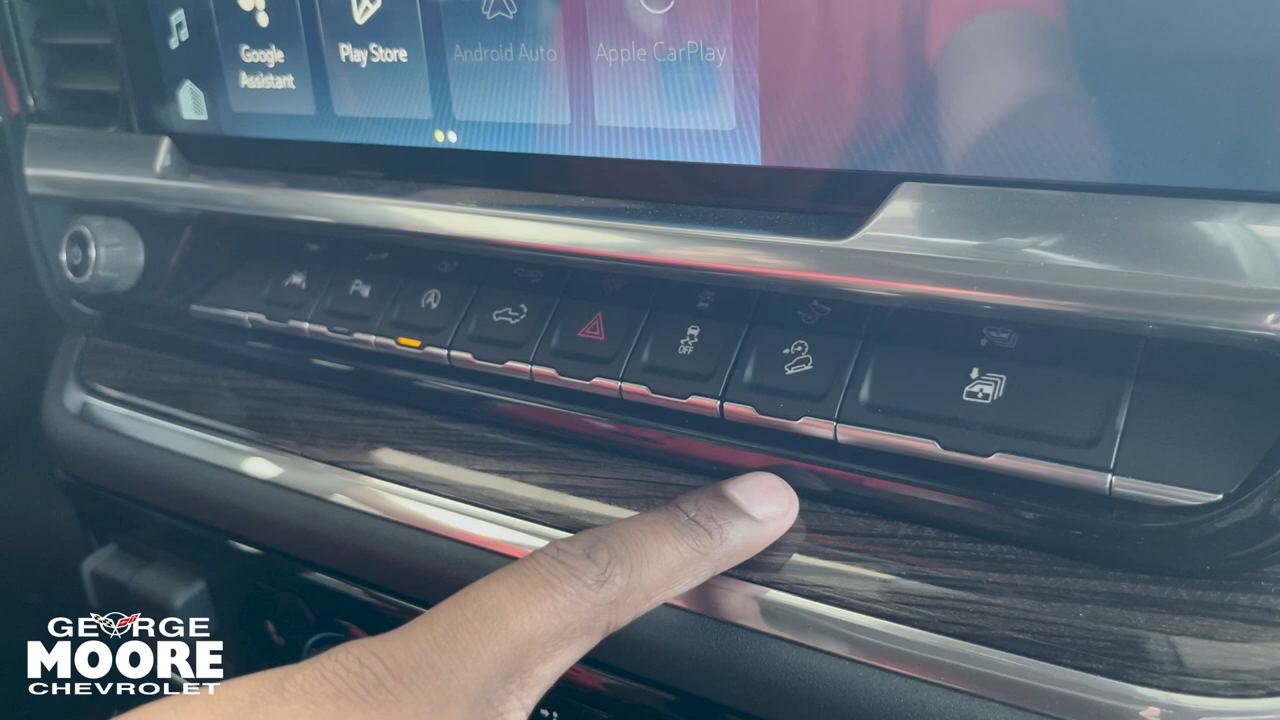 Google
Assistant
Play Store
Android Auto
Apple CarPlay
P
A
OFF
GEORGE
MOORE
CHEVROLET